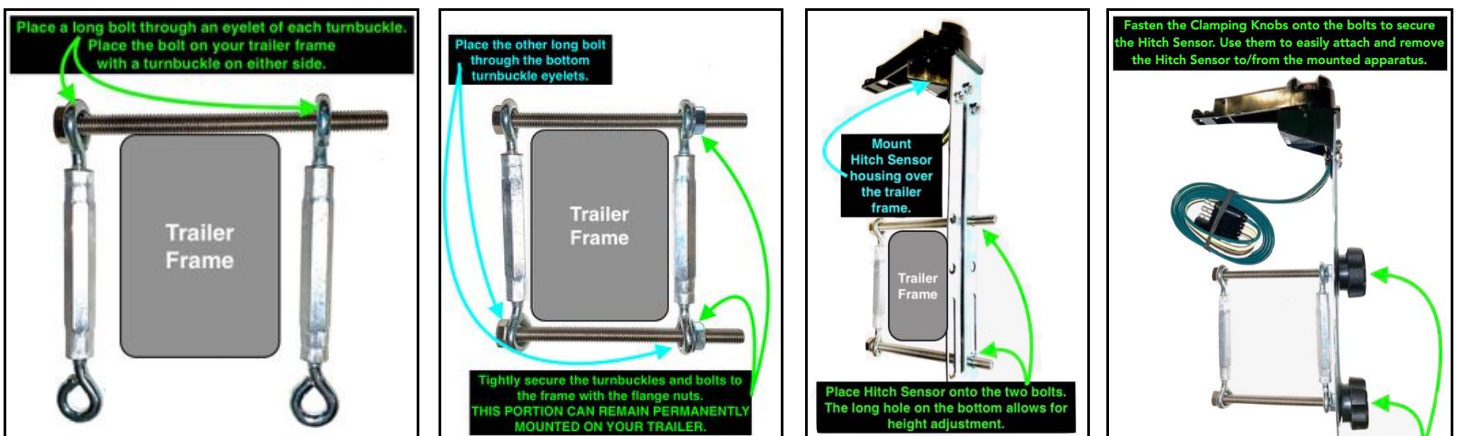 Place a long bolt through an eyelet of each turnbuckle.
Place the bolt on your trailer frame
with a turnbuckle on either side.
Trailer
Frame
Place the other long bolt
through the bottom
turnbuckle eyelets.
Trailer
Frame
Tightly secure the turnbuckles and bolts to
the frame with the flange nuts.
THIS PORTION CAN REMAIN PERMANENTLY
MOUNTED ON YOUR TRAILER.
Mount
Hitch Sensor
housing over
the trailer
frame.
Trailer
Frame
Place Hitch Sensor onto the two bolts.
The long hole on the bottom allows for
height adjustment.
Fasten the Clamping Knobs onto the bolts to secure
the Hitch Sensor. Use them to easily attach and remove
the Hitch Sensor to/from the mounted apparatus.